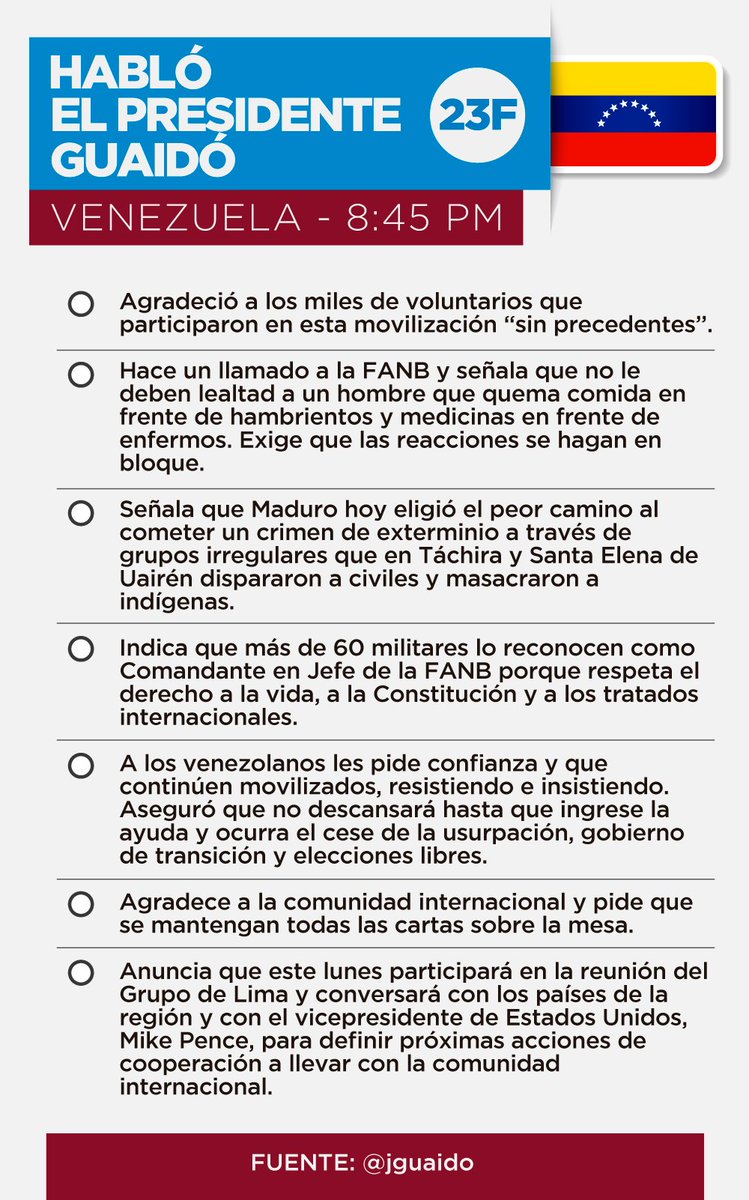 HABLÓ
EL PRESIDENTE
GUAIDÓ
23F
VENEZUELA - 8:45 PM
Agradeció a los miles de voluntarios que
participaron en esta movilización “sin precedentes”.
Hace un llamado a la FANB y señala que no le
deben lealtad a un hombre que quema comida en
frente de hambrientos y medicinas en frente de
enfermos. Exige que las reacciones se hagan en
bloque.
Señala que Maduro hoy eligió el peor camino al
cometer un crimen de exterminio a través de
grupos irregulares que en Táchira y Santa Elena de
Uairén dispararon a civiles y masacraron a
indígenas.
Indica que más de 60 militares lo reconocen como
Comandante en Jefe de la FANB porque respeta el
derecho a la vida, a la Constitución y a los tratados
internacionales.
A los venezolanos les pide confianza y que
continúen movilizados, resistiendo e insistiendo.
Aseguró que no descansará hasta que ingrese la
ayuda y ocurra el cese de la usurpación, gobierno
de transición y elecciones libres.
Agradece a la comunidad internacional y pide que
se mantengan todas las cartas sobre la mesa.
Anuncia que este lunes participará en la reunión del
Grupo de Lima y conversará con los países de la
región y con el vicepresidente de Estados Unidos,
Mike Pence, para definir próximas acciones de
cooperación a llevar con la comunidad
internacional.
FUENTE: @jguaido